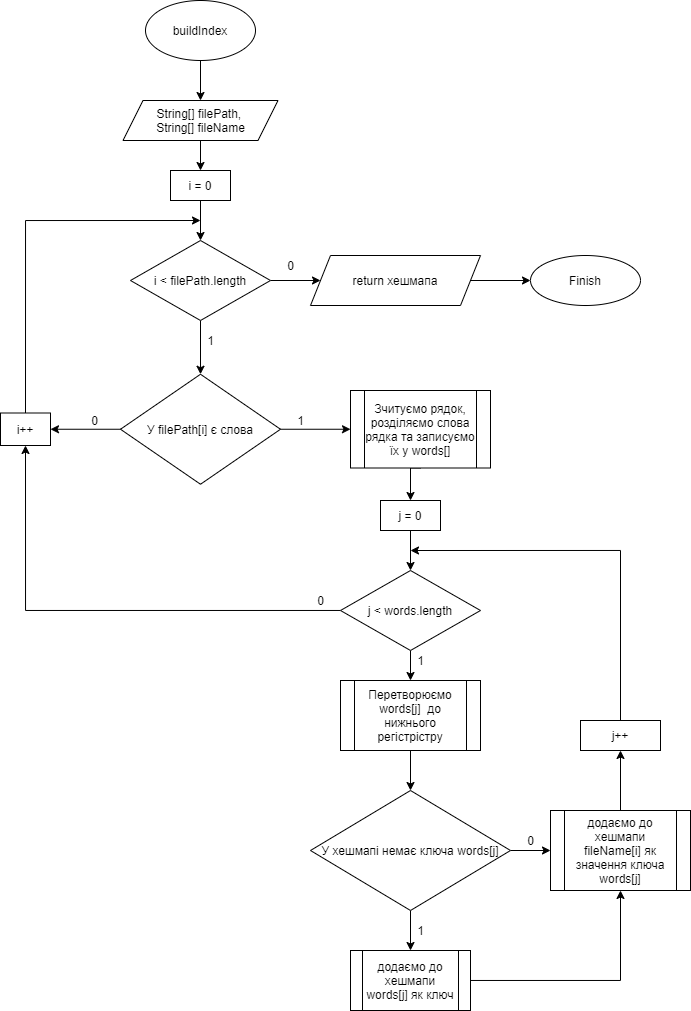 buildIndex
String[] filePath,
String[] fileName
i = 0
i < filePath.length
0
return хешмапа
Finish
1
У filePath[i] є слова
0
1
i++
Зчитуємо рядок,
розділяємо слова
рядка та записуємо
їх у words[]
j = 0
j < words.length
0
1
Перетворюємо
words[j] до
нижнього
регістрістру
j++
У хешмапі немає ключа words[j]
0
додаємо до
хешмапи
fileName[i] як
значення ключа
words[j]
1
додаємо до
хешмапи
words[j] як ключ